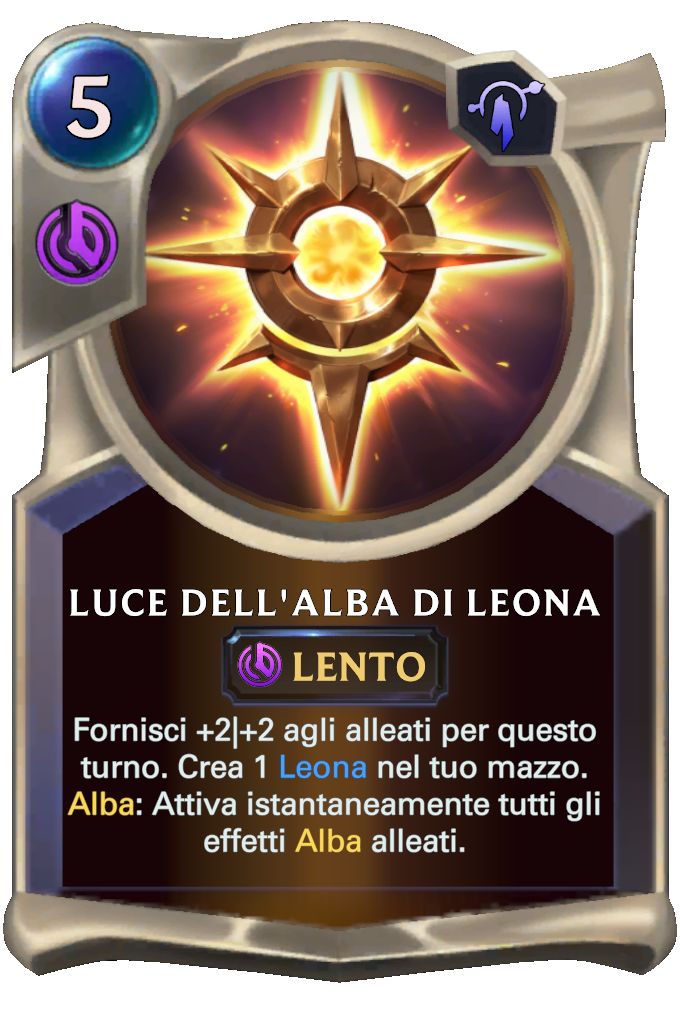 5
LUCE DELL'ALBA DI LEONA
LENTO
Fornisci +2|+2 agli alleati per questo
turno. Crea 1 Leona nel tuo mazzo.
Alba: Attiva istantaneamente tutti gli
effetti Alba alleati.